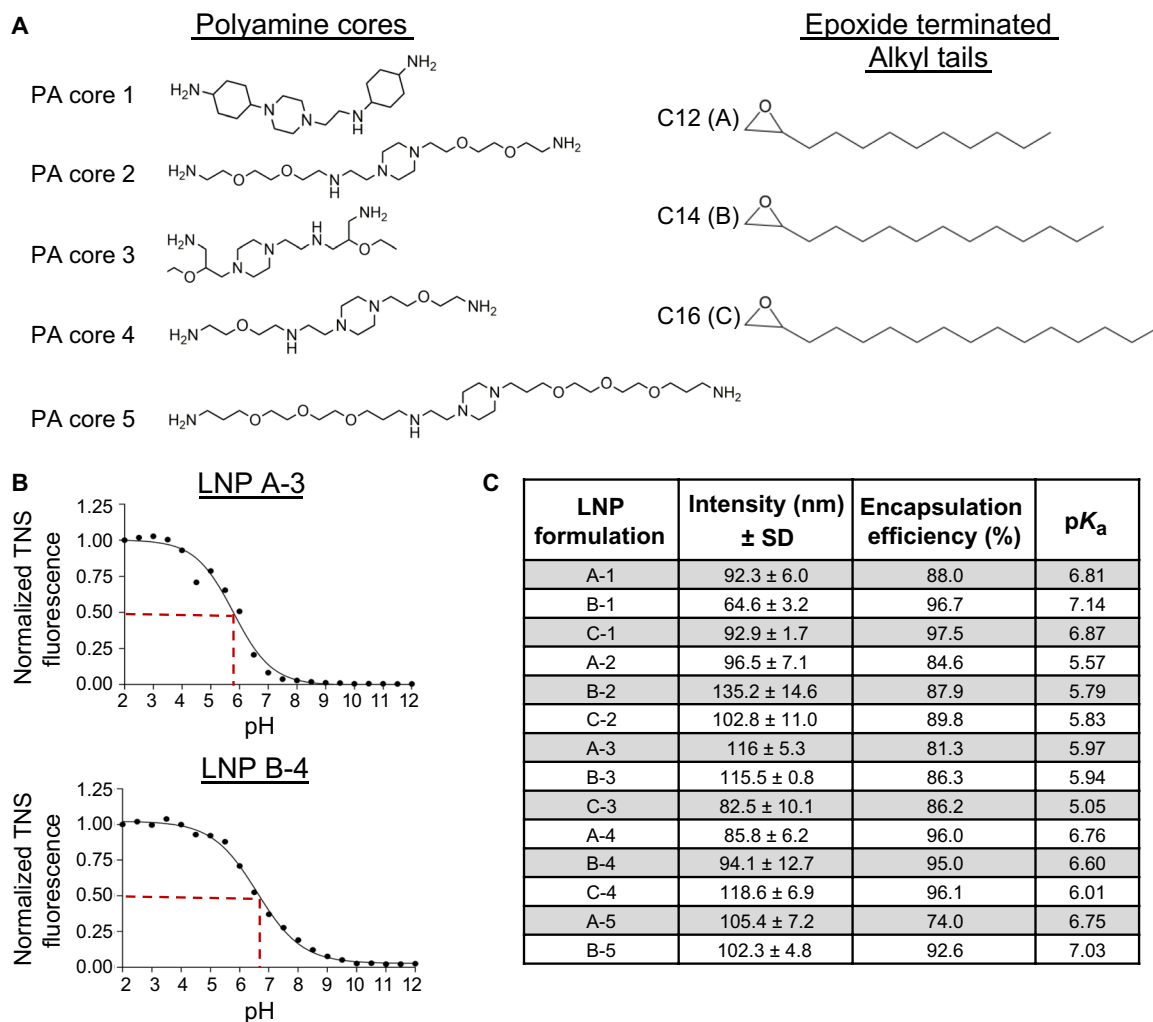 A
Polyamine cores
Epoxide terminated
Alkyl tails
PA core 1
H₂N
N
N
N
H
NH₂
PA core 2
H₂N
O
O
N
H
N
N
O
O
NH₂
PA core 3
H₂N
O
N
N
H
N
NH₂
O
PA core 4
H₂N
O
N
H
N
N
O
NH₂
PA core 5
H₂N
O
O
O
N
H
N
N
O
O
O
NH₂
C12 (A)
O
C14 (B)
O
C16 (C)
O
B
LNP A-3
Normalized TNS
fluorescence
1.25
1.00
0.75
0.50
0.25
0.00
2 3 4 5 6 7 8 9 10 11 12
pH
LNP B-4
Normalized TNS
fluorescence
1.25
1.00
0.75
0.50
0.25
0.00
2 3 4 5 6 7 8 9 10 11 12
pH
C
LNP formulation Intensity (nm) ± SD Encapsulation efficiency (%) pKa
A-1 92.3 ± 6.0 88.0 6.81
B-1 64.6 ± 3.2 96.7 7.14
C-1 92.9 ± 1.7 97.5 6.87
A-2 96.5 ± 7.1 84.6 5.57
B-2 135.2 ± 14.6 87.9 5.79
C-2 102.8 ± 11.0 89.8 5.83
A-3 116 ± 5.3 81.3 5.97
B-3 115.5 ± 0.8 86.3 5.94
C-3 82.5 ± 10.1 86.2 5.05
A-4 85.8 ± 6.2 96.0 6.76
B-4 94.1 ± 12.7 95.0 6.60
C-4 118.6 ± 6.9 96.1 6.01
A-5 105.4 ± 7.2 74.0 6.75
B-5 102.3 ± 4.8 92.6 7.03